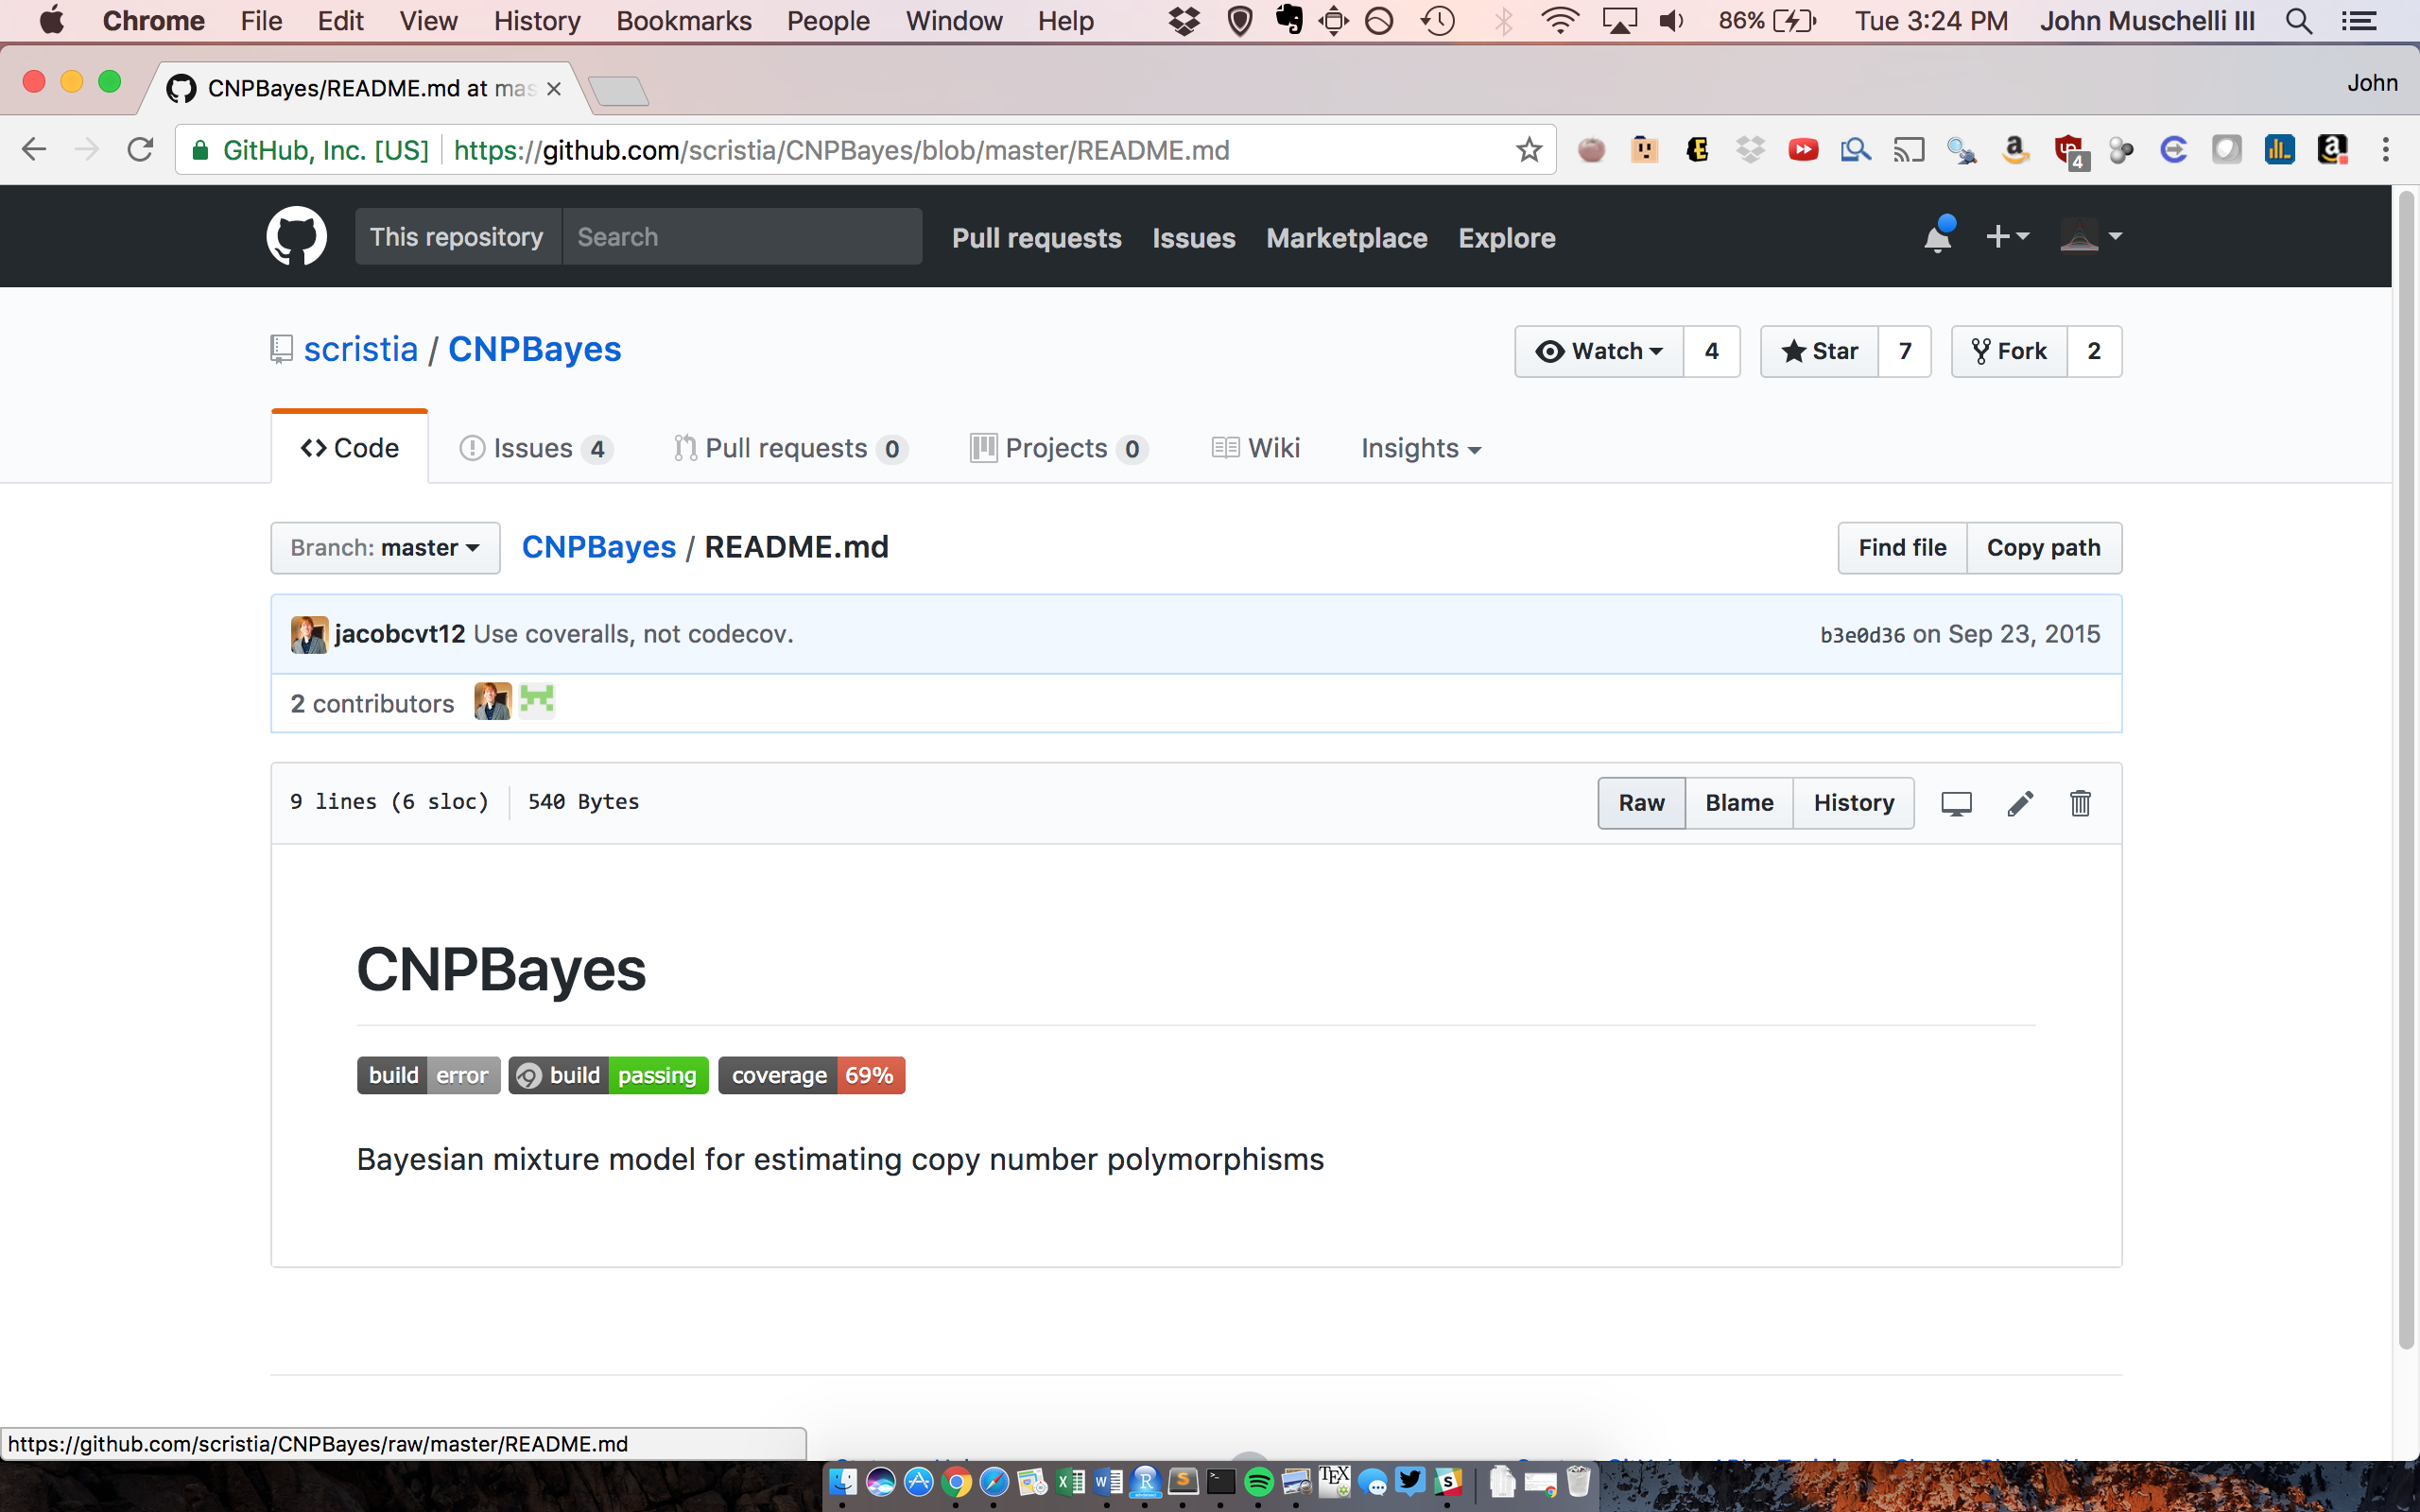 Chrome File Edit View History Bookmarks People Window Help 86% Tue 3:24 PM John Muschelli III
CNPBayes/README.md at mas
John
GitHub, Inc. [US] https://github.com/scristia/CNPBayes/blob/master/README.md
4
This repository Search Pull requests Issues Marketplace Explore
scristia / CNPBayes Watch 4 Star 7 Fork 2
Code Issues 4 Pull requests 0 Projects 0 Wiki Insights
Branch: master CNPBayes / README.md Find file Copy path
jacobcvt12 Use coveralls, not codecov. b3e0d36 on Sep 23, 2015
2 contributors
9 lines (6 sloc) 540 Bytes Raw Blame History
CNPBayes
build error build passing coverage 69%
Bayesian mixture model for estimating copy number polymorphisms
https://github.com/scristia/CNPBayes/raw/master/README.md